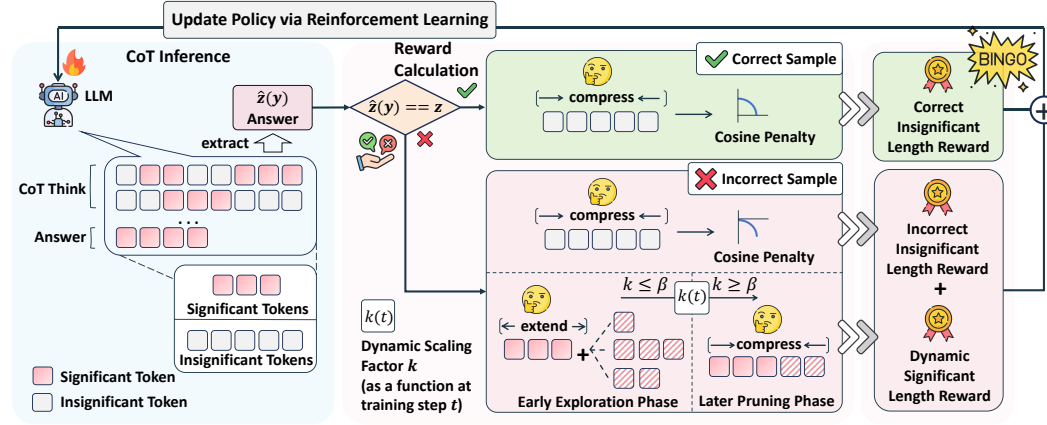 Update Policy via Reinforcement Learning
CoT Inference
AI
LLM
ẑ(y)
Answer
extract
CoT Think
...
Answer
Significant Tokens
Insignificant Tokens
Significant Token
Insignificant Token
Reward
Calculation
ẑ(y) == z
k(t)
Dynamic Scaling
Factor k
(as a function at
training step t)
Correct Sample
compress
Cosine Penalty
Incorrect Sample
compress
Cosine Penalty
k ≤ β
k(t)
k ≥ β
extend
+
compress
Early Exploration Phase
Later Pruning Phase
BINGO
Correct
Insignificant
Length Reward
+
Incorrect
Insignificant
Length Reward
+
Dynamic
Significant
Length Reward